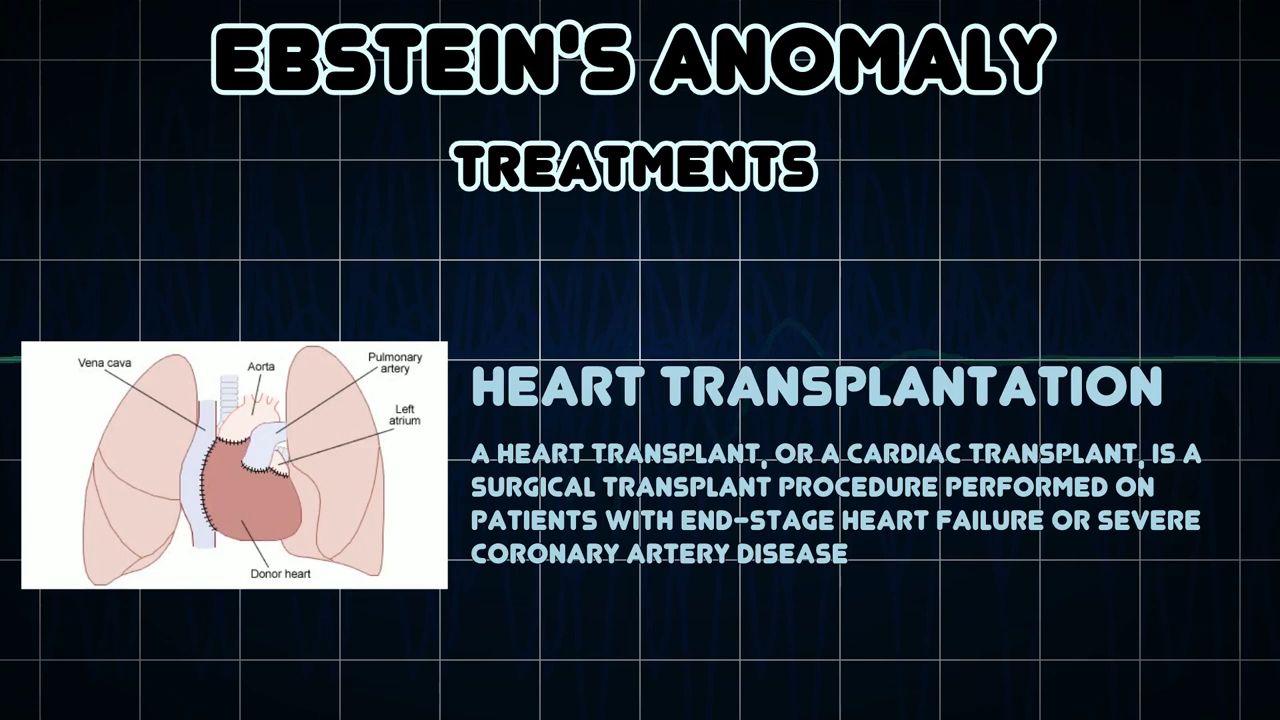 EBSTEIN'S ANOMALY
TREATMENTS
Vena cava
Aorta
Pulmonary
artery
Left
atrium
Donor heart
HEART TRANSPLANTATION
A HEART TRANSPLANT, OR A CARDIAC TRANSPLANT, IS A
SURGICAL TRANSPLANT PROCEDURE PERFORMED ON
PATIENTS WITH END-STAGE HEART FAILURE OR SEVERE
CORONARY ARTERY DISEASE